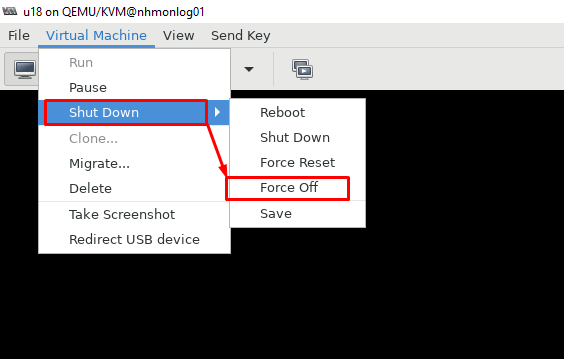 u18 on QEMU/KVM@nhmonlog01
File Virtual Machine View Send Key
Run
Pause
Shut Down
Clone...
Migrate...
Delete
Take Screenshot
Redirect USB device
Reboot
Shut Down
Force Reset
Force Off
Save